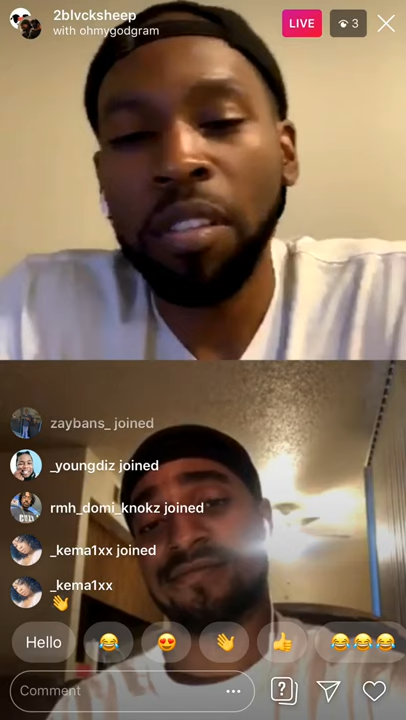 2blvcksheep
with ohmygodgram
LIVE
3
zaybans_ joined
_youngdiz joined
rmh_domi_knokz joined
_kema1xx joined
_kema1xx
👋
Hello 😂 😍 👋 👍 😂😂😂
Comment